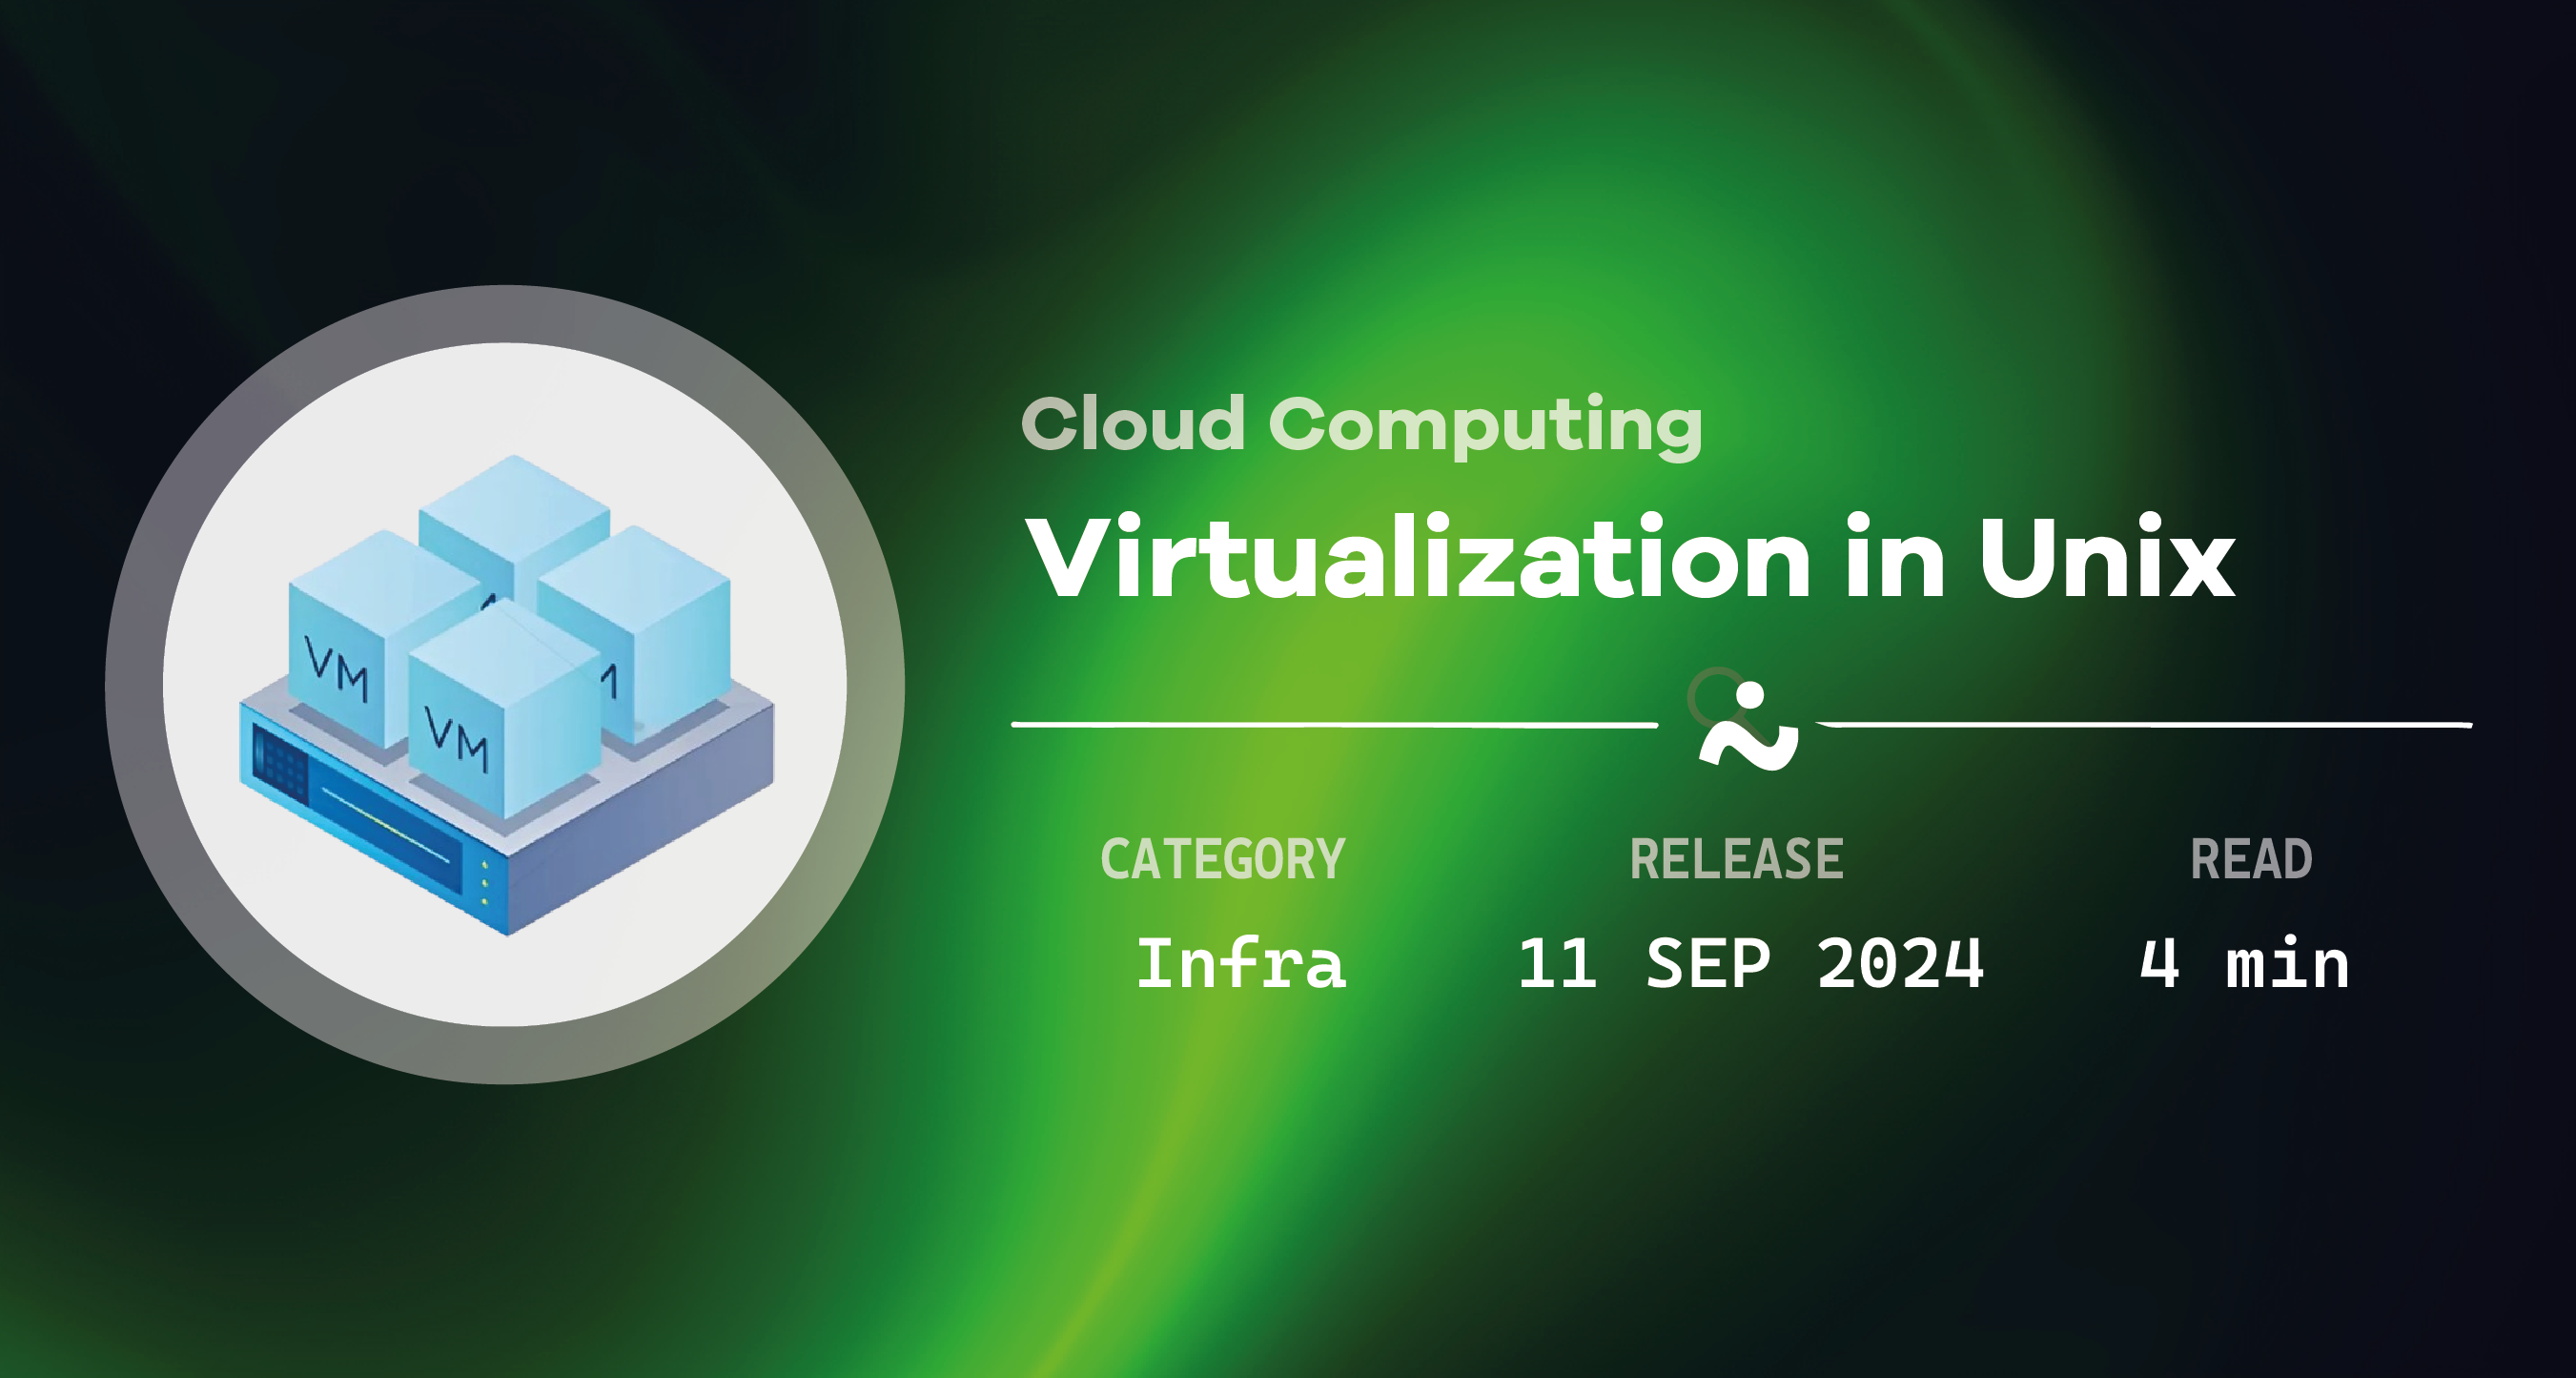 Cloud Computing
Virtualization in Unix
CATEGORY
RELEASE
READ
Infra
11 SEP 2024
4 min
VM
VM
M